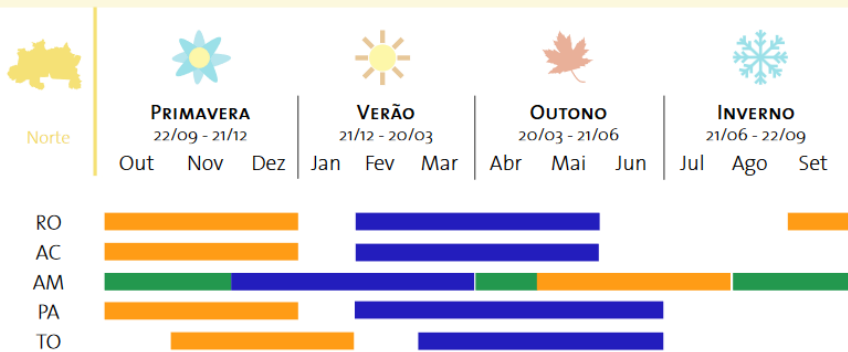 Norte
PRIMAVERA
22/09 - 21/12
VERÃO
21/12 - 20/03
OUTONO
20/03 - 21/06
INVERNO
21/06 - 22/09
Out Nov Dez Jan Fev Mar Abr Mai Jun Jul Ago Set
RO
AC
AM
PA
TO